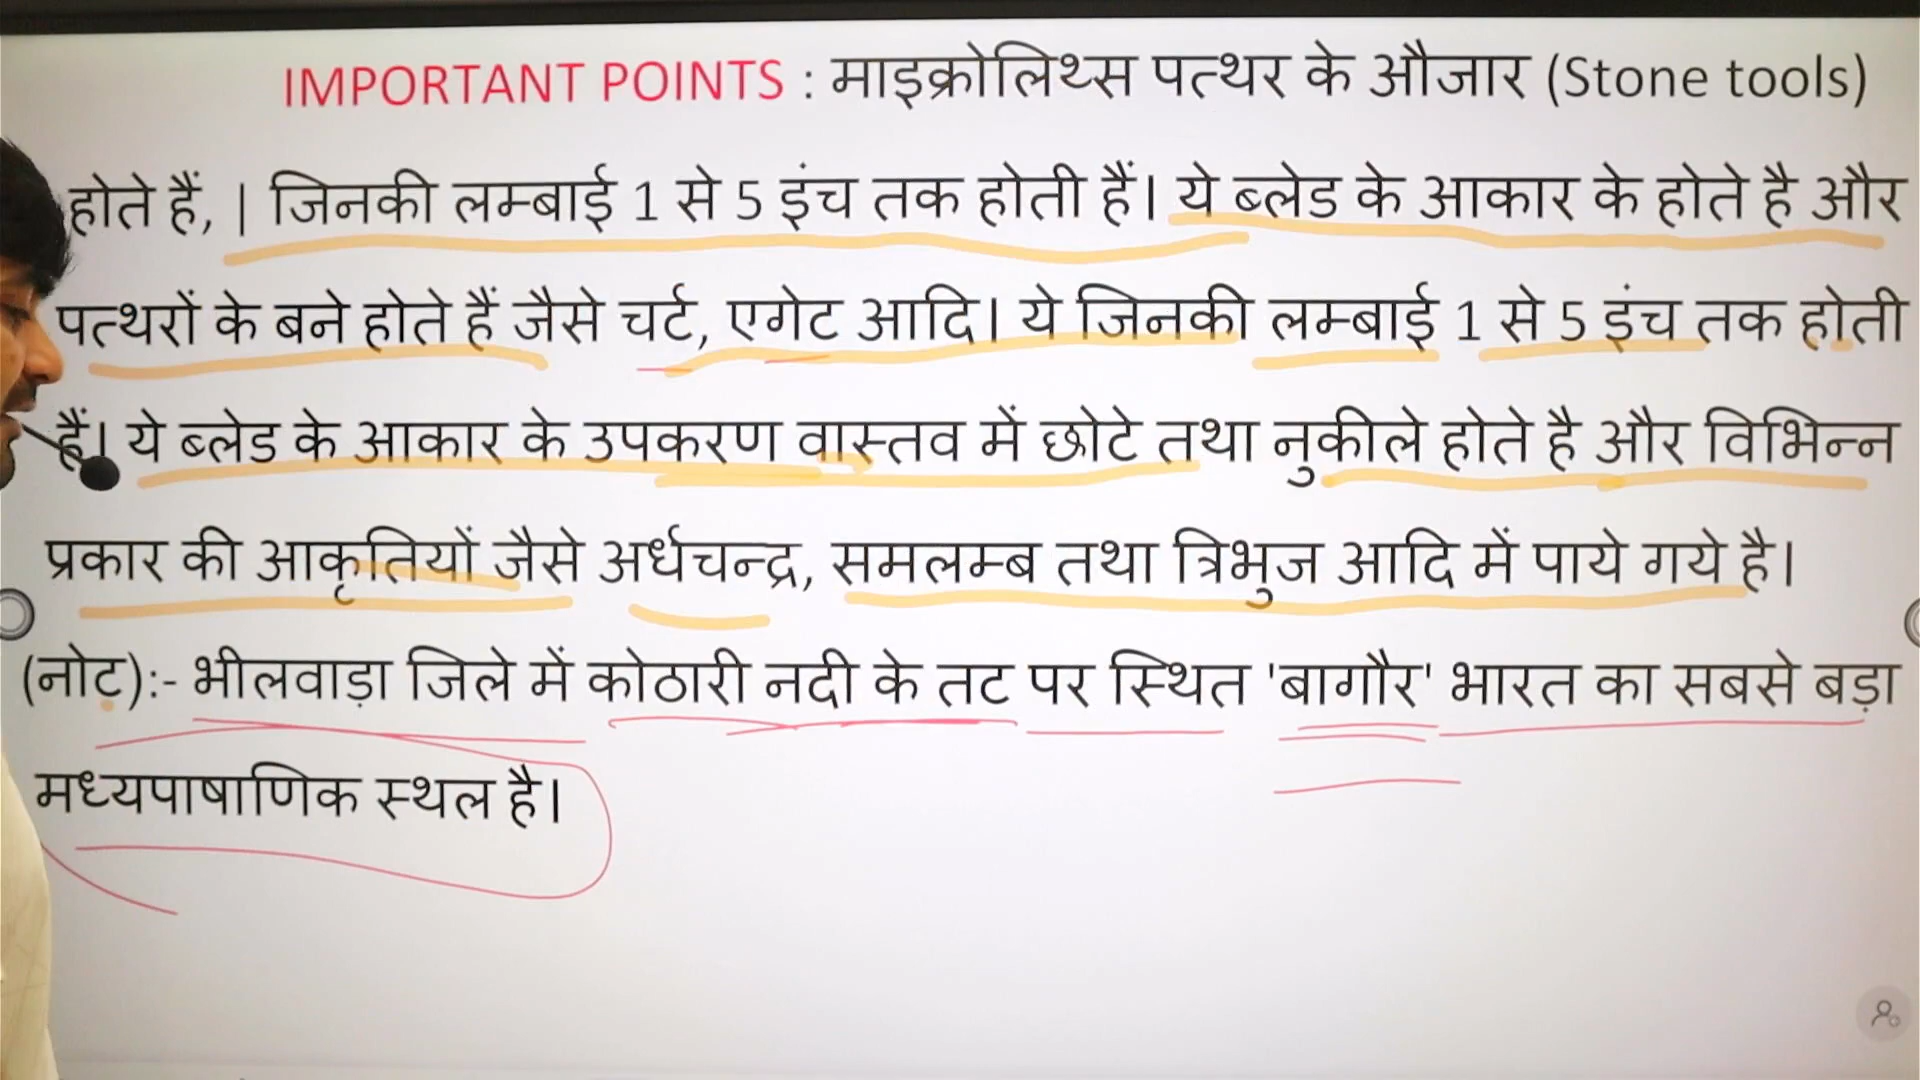 IMPORTANT POINTS : माइक्रोलिथ्स पत्थर के औजार (Stone tools)
होते हैं, | जिनकी लम्बाई 1 से 5 इंच तक होती हैं। ये ब्लेड के आकार के होते है और
पत्थरों के बने होते हैं जैसे चर्ट, एगेट आदि। ये जिनकी लम्बाई 1 से 5 इंच तक होती
हैं। ये ब्लेड के आकार के उपकरण वास्तव में छोटे तथा नुकीले होते है और विभिन्न
प्रकार की आकृतियों जैसे अर्धचन्द्र, समलम्ब तथा त्रिभुज आदि में पाये गये है।
(नोट):- भीलवाड़ा जिले में कोठारी नदी के तट पर स्थित 'बागौर' भारत का सबसे बड़ा
मध्यपाषाणिक स्थल है।